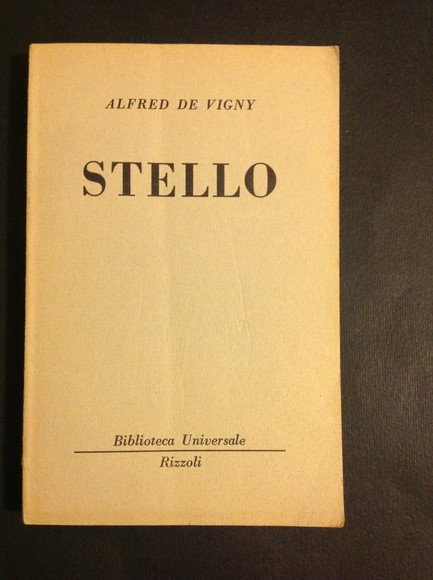 ALFRED DE VIGNY
STELLO
Biblioteca Universale
Rizzoli